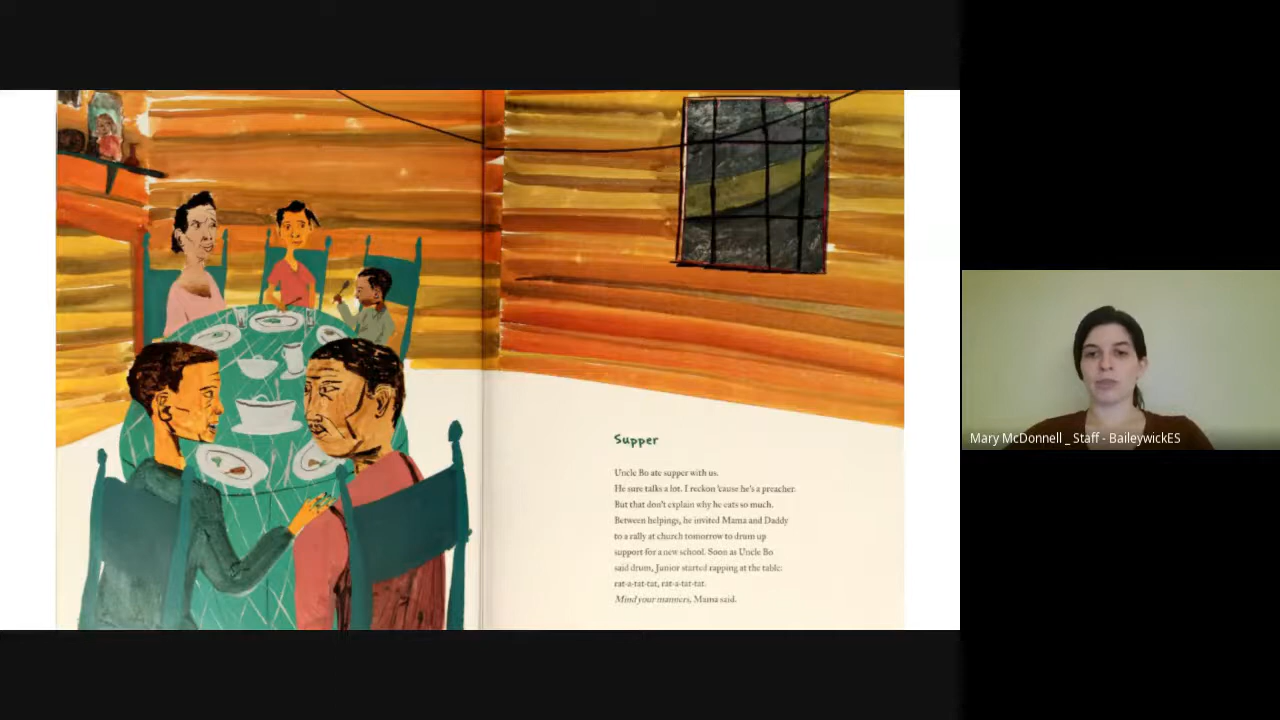 Supper
Uncle Bo ate supper with us.
He sure talks a lot. I reckon 'cause he's a preacher.
But that don't explain why he eats so much.
Between helpings, he invited Mama and Daddy
to a rally at church tomorrow to drum up
support for a new school. Soon as Uncle Bo
said drum, Junior started rapping at the table:
rat-a-tat-tat, rat-a-tat-tat.
Mind your manners, Mama said.
Mary McDonnell _ Staff - BaileywickES